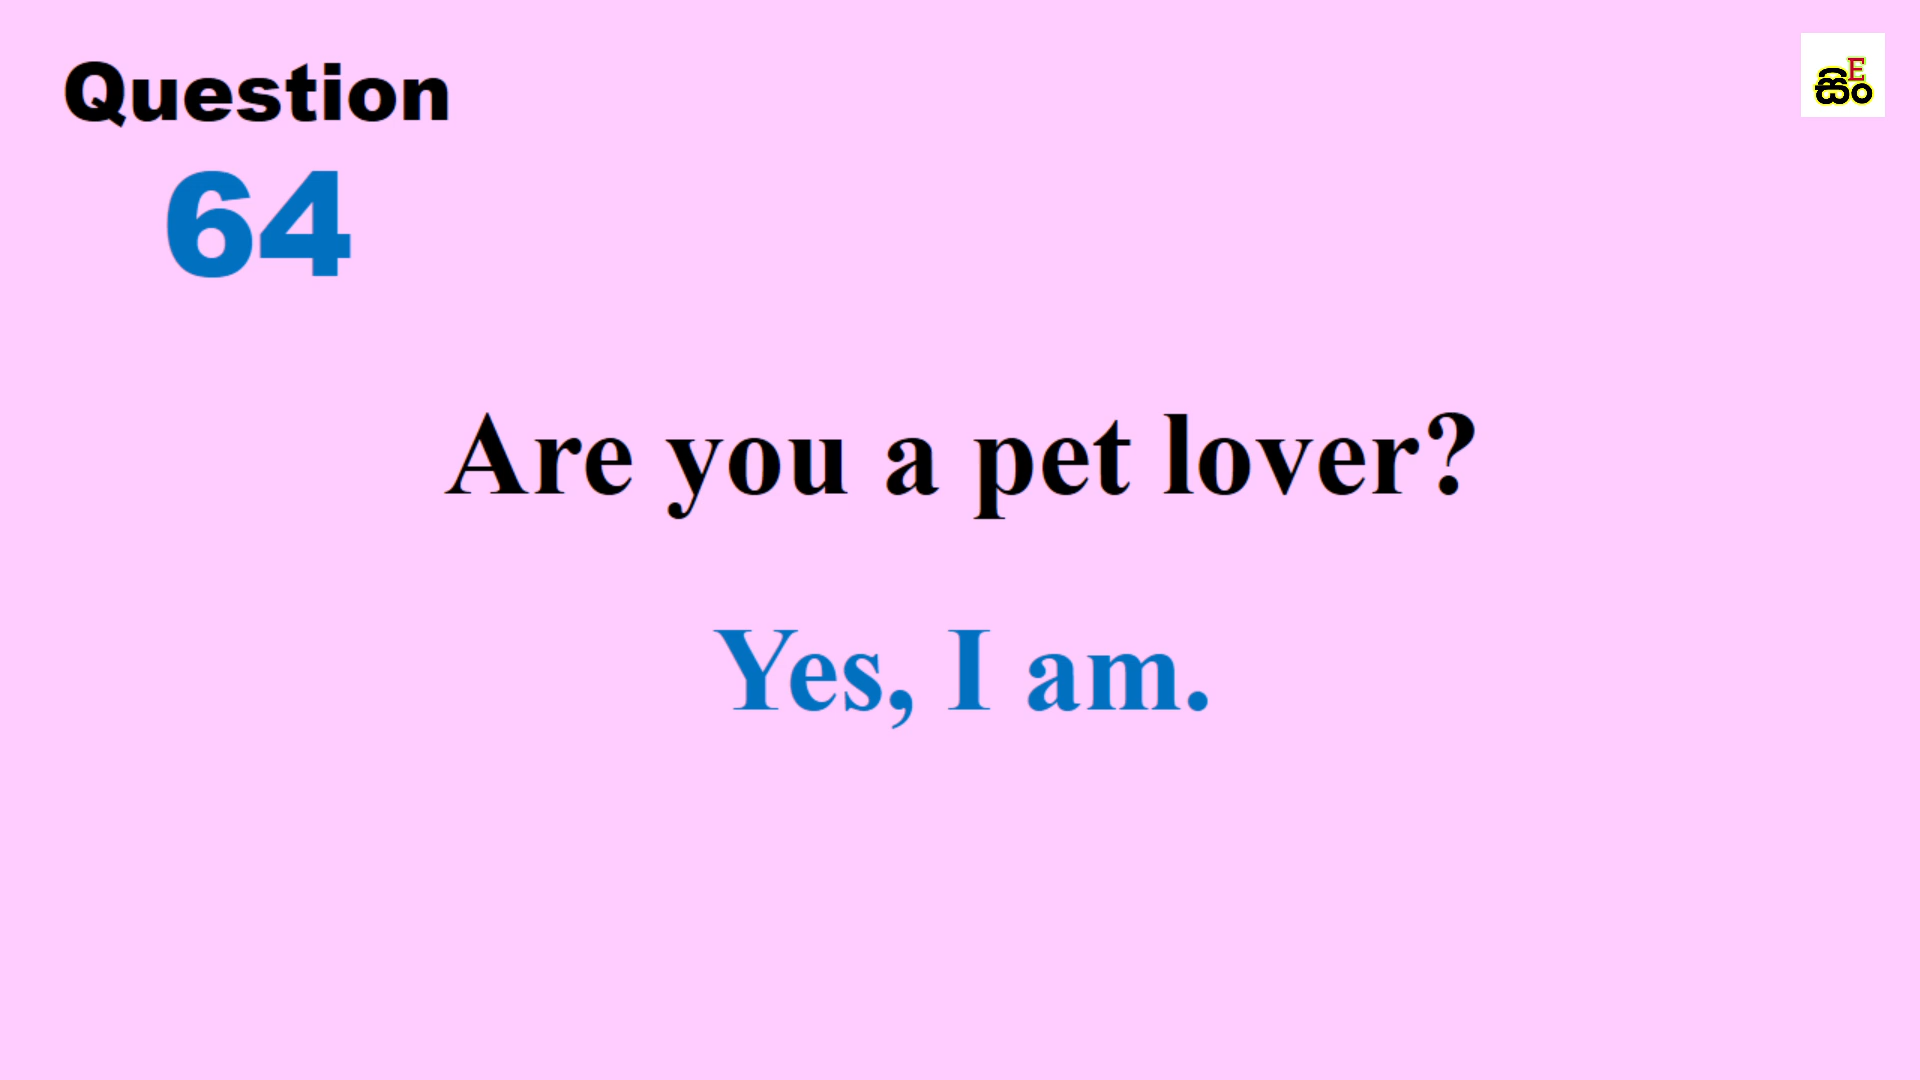 Question
64
E
සිං
Are you a pet lover?
Yes, I am.